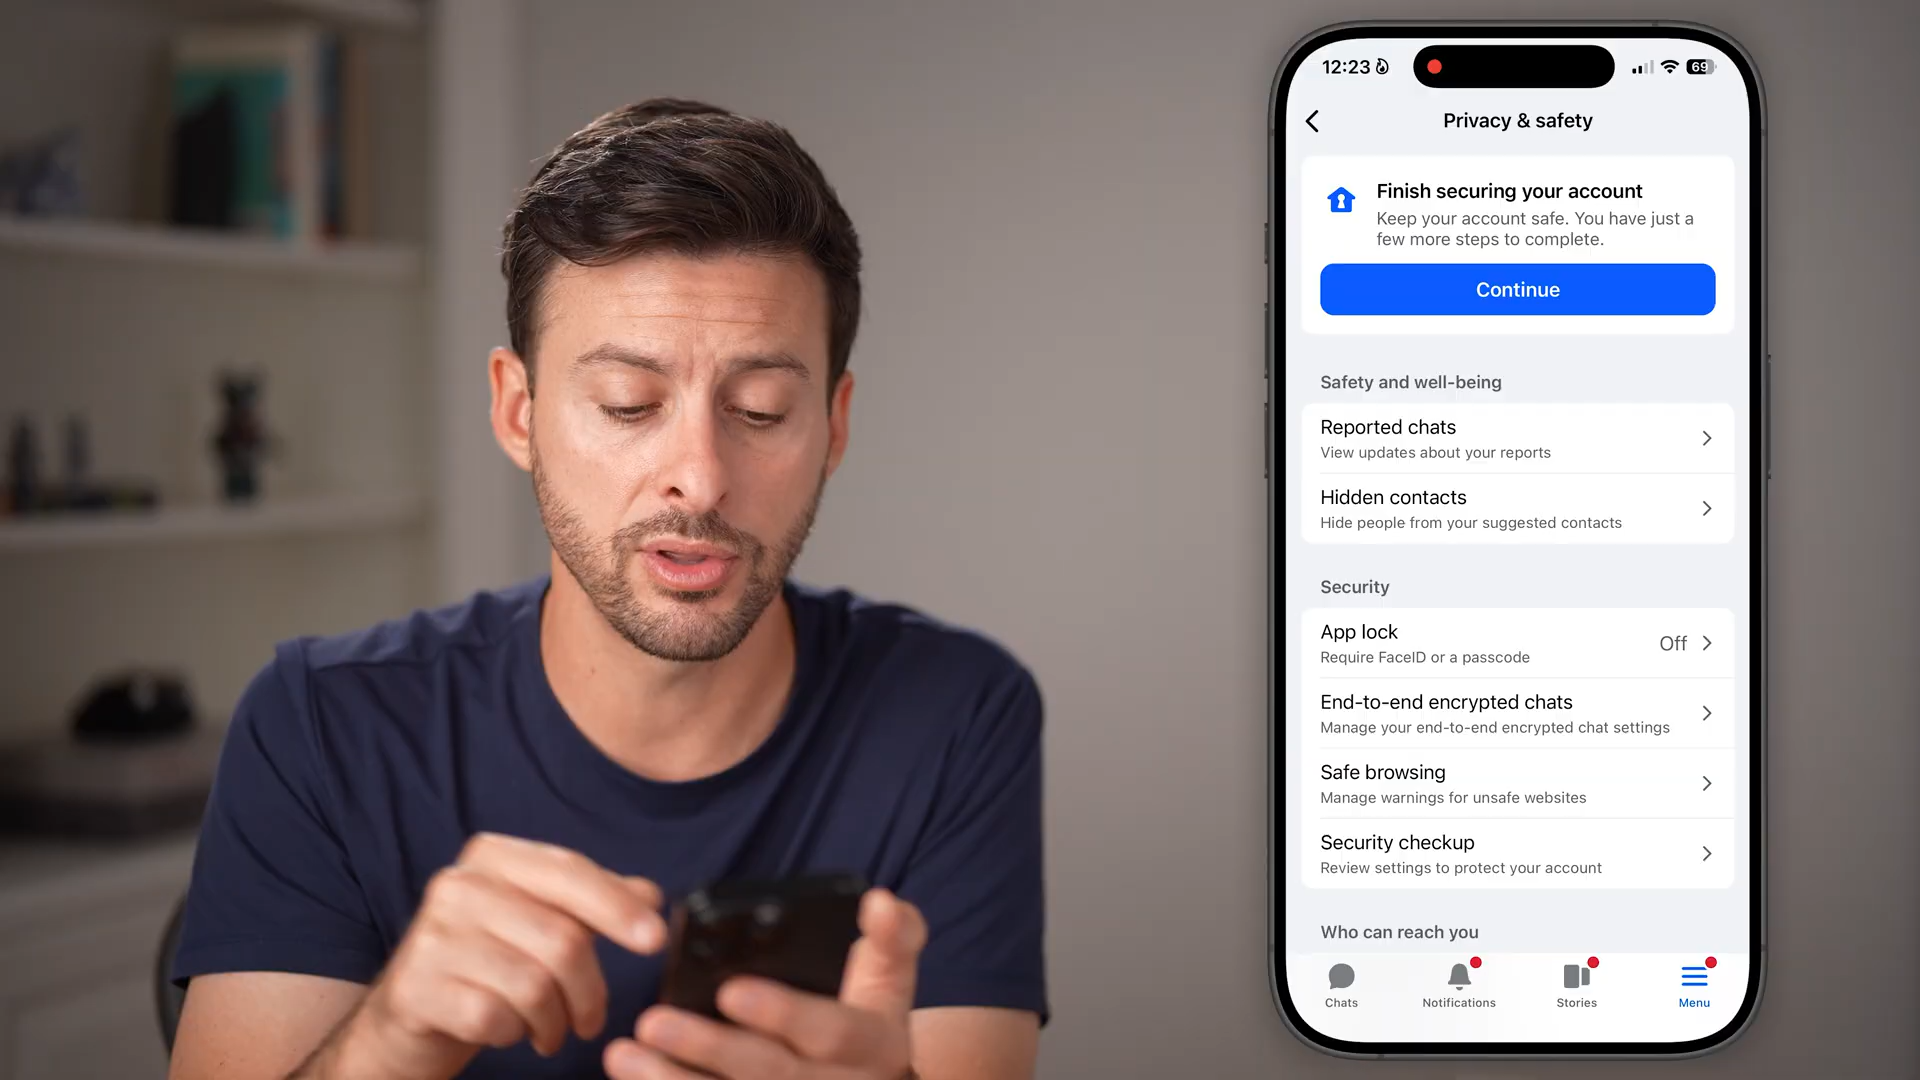 12:23
69
Privacy & safety
Finish securing your account
Keep your account safe. You have just a
few more steps to complete.
Continue
Safety and well-being
Reported chats
View updates about your reports
Hidden contacts
Hide people from your suggested contacts
Security
App lock
Off
Require FaceID or a passcode
End-to-end encrypted chats
Manage your end-to-end encrypted chat settings
Safe browsing
Manage warnings for unsafe websites
Security checkup
Review settings to protect your account
Who can reach you
Chats
Notifications
Stories
Menu